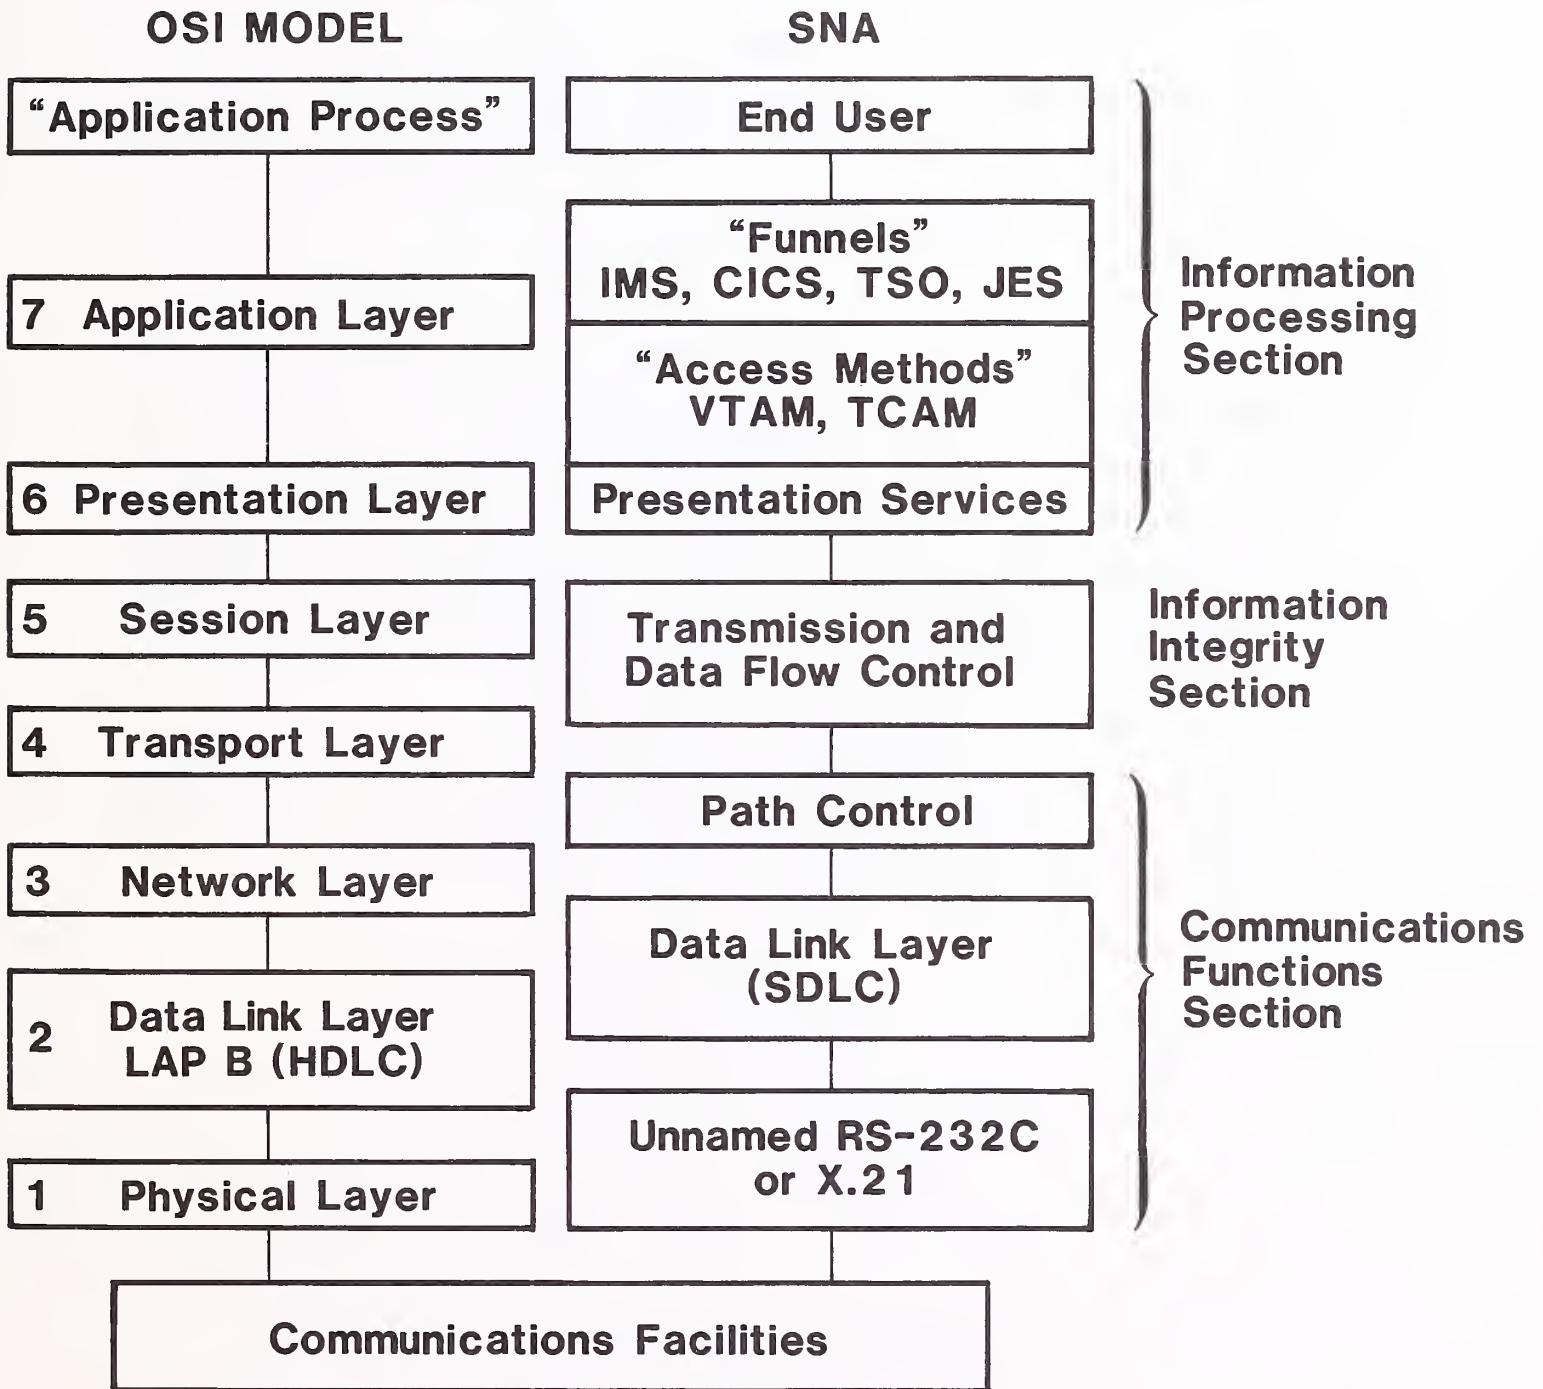 OSI MODEL
“Application Process”
7 Application Layer
6 Presentation Layer
5 Session Layer
4 Transport Layer
3 Network Layer
2 Data Link Layer
LAP B (HDLC)
1 Physical Layer
SNA
End User
“Funnels”
IMS, CICS, TSO, JES
“Access Methods”
VTAM, TCAM
Presentation Services
Transmission and
Data Flow Control
Path Control
Data Link Layer
(SDLC)
Unnamed RS-232C
or X.21
Information
Processing
Section
Information
Integrity
Section
Communications
Functions
Section
Communications Facilities